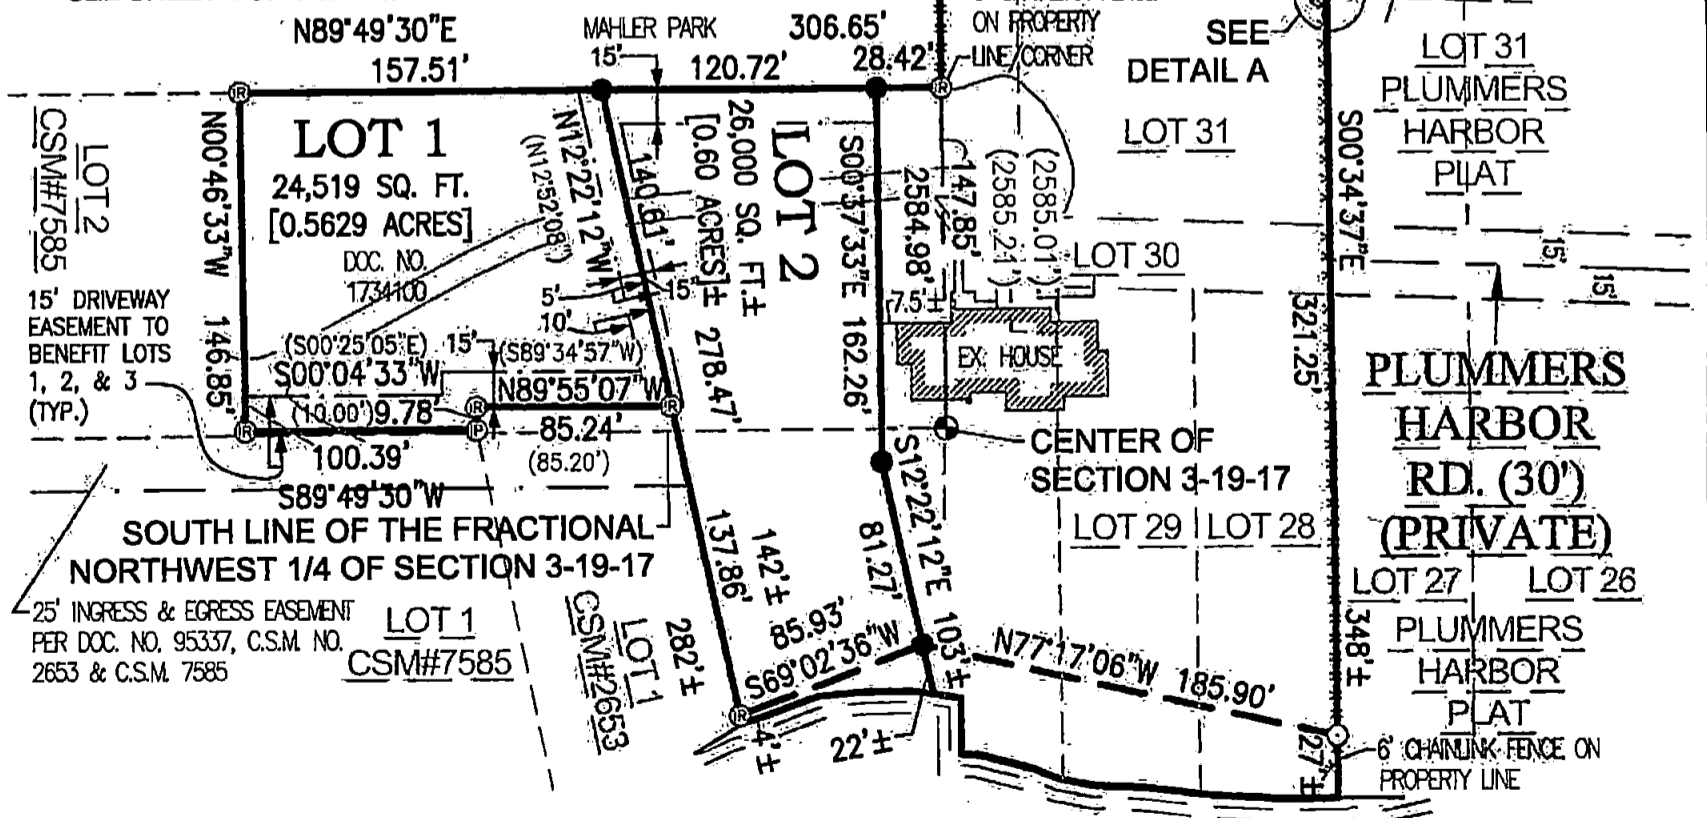 N89°49'30"E
157.51'
MAHLER PARK
15'
120.72'
306.65'
28.42'
ON PROPERTY
LINE/CORNER
SEE
DETAIL A
LOT 31
LOT 31
PLUMMERS
HARBOR
PLAT
LOT 2
CSM#7585
N00°46'33"W 146.85'
LOT 1
24,519 SQ. FT.
[0.5629 ACRES]
DOC. NO.
1734100
N12°22'12"W
(N12°52'08")
140.61'
278.47'
LOT 2
26,000 SQ. FT.±
[0.60 ACRES]±
S00°37'33"E 162.26'
2584.98'
147.85'
(2585.21')
(2585.01')
LOT 30
S00°34'37"E
321.25'
15'
15'
15' DRIVEWAY
EASEMENT TO
BENEFIT LOTS
1, 2, & 3
(TYP.)
5'
10'
15'
15'
(S00°25'05"E)
S00°04'33"W
(10.00')9.78'
(S89°34'57"W)
N89°55'07"W
85.24'
(85.20')
100.39'
S89°49'30"W
7.5'±
EX. HOUSE
IR
IR
IR
IP
IR
IR
CENTER OF
SECTION 3-19-17
LOT 29
LOT 28
PLUMMERS
HARBOR
RD. (30')
(PRIVATE)
SOUTH LINE OF THE FRACTIONAL
NORTHWEST 1/4 OF SECTION 3-19-17
25' INGRESS & EGRESS EASEMENT
PER DOC. NO. 95337, C.S.M. NO.
2653 & C.S.M. 7585
LOT 1
CSM#7585
LOT 1
CSM#2653
137.86'
142'±
282'±
S12°22'12"E
81.27'
103'±
85.93'
S69°02'36"W
IR
4'±
22'±
N77°17'06"W 185.90'
348'±
27'±
LOT 27
LOT 26
PLUMMERS
HARBOR
PLAT
6' CHAINLINK FENCE ON
PROPERTY LINE